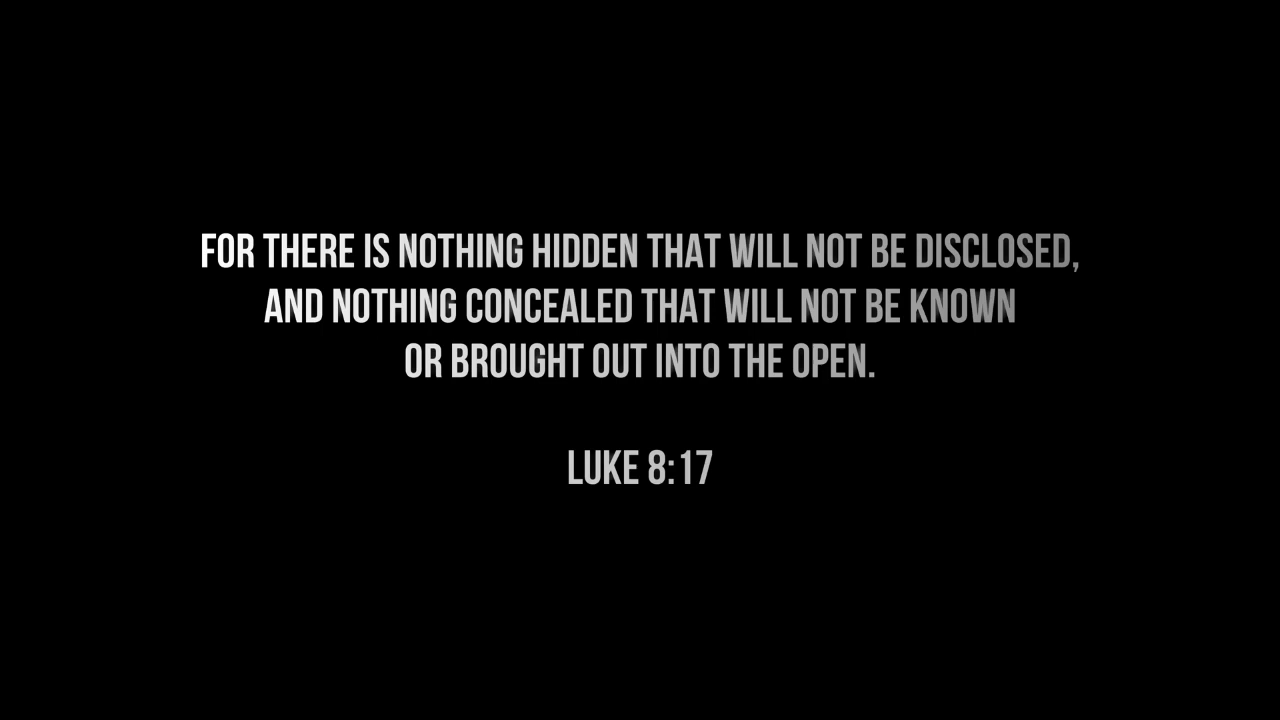 FOR THERE IS NOTHING HIDDEN THAT WILL NOT BE DISCLOSED,
AND NOTHING CONCEALED THAT WILL NOT BE KNOWN
OR BROUGHT OUT INTO THE OPEN.
LUKE 8:17